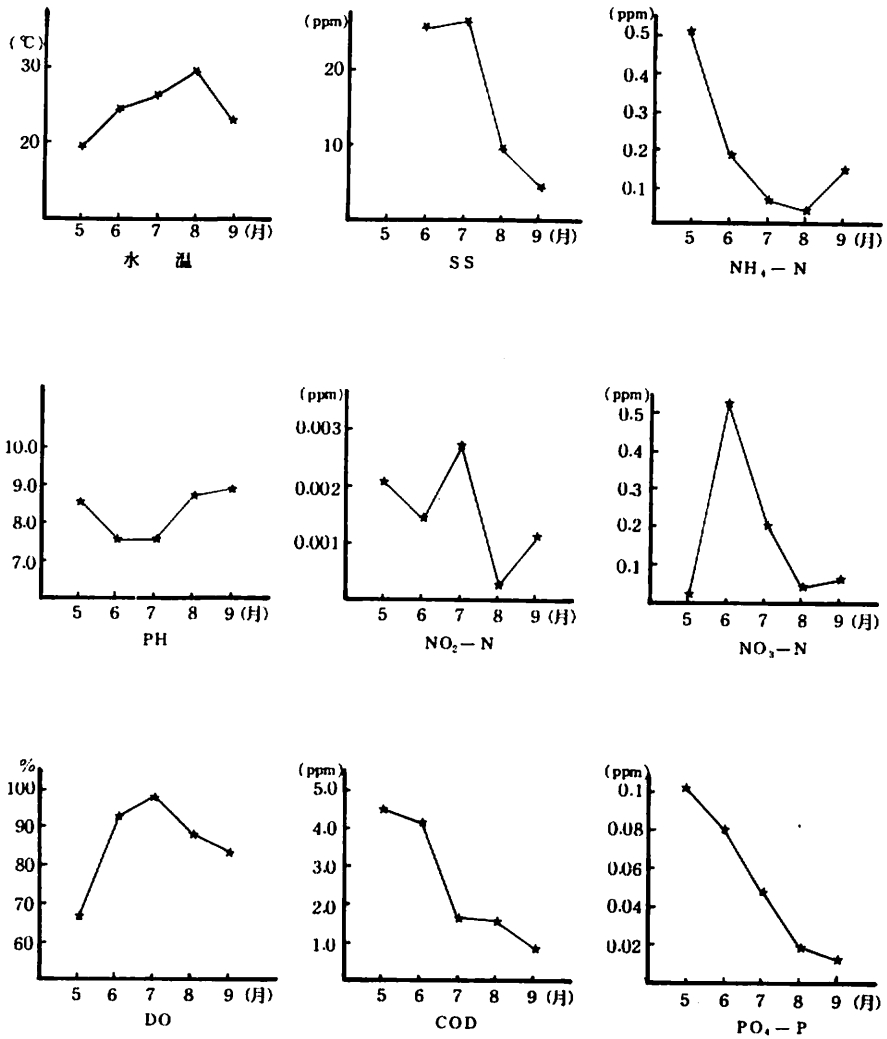 (℃)
30
20
5 6 7 8 9 (月)
水 温
(ppm)
20
10
5 6 7 8 9 (月)
SS
(ppm)
0.5
0.4
0.3
0.2
0.1
5 6 7 8 9 (月)
NH₄－N
10.0
9.0
8.0
7.0
5 6 7 8 9 (月)
PH
(ppm)
0.003
0.002
0.001
5 6 7 8 9 (月)
NO₂－N
(ppm)
0.5
0.4
0.3
0.2
0.1
5 6 7 8 9 (月)
NO₃－N
%
100
90
80
70
60
5 6 7 8 9 (月)
DO
(ppm)
5.0
4.0
3.0
2.0
1.0
5 6 7 8 9 (月)
COD
(ppm)
0.1
0.08
0.06
0.04
0.02
5 6 7 8 9 (月)
PO₄－P